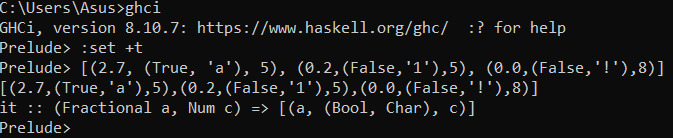 C:\Users\Asus>ghci
GHCi, version 8.10.7: https://www.haskell.org/ghc/  :? for help
Prelude> :set +t
Prelude> [(2.7, (True, 'a'), 5), (0.2,(False,'1'),5), (0.0,(False,'!'),8)]
[(2.7,(True,'a'),5),(0.2,(False,'1'),5),(0.0,(False,'!'),8)]
it :: (Fractional a, Num c) => [(a, (Bool, Char), c)]
Prelude>